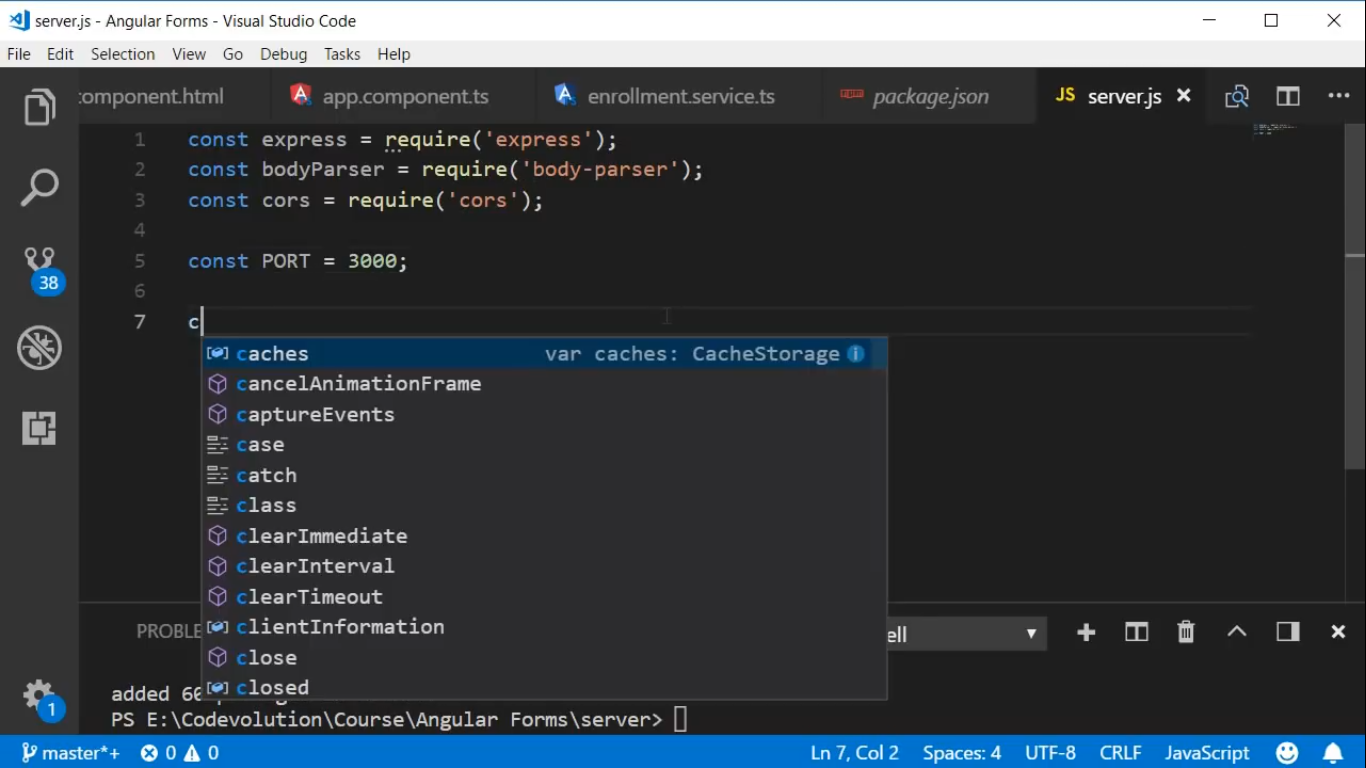 server.js - Angular Forms - Visual Studio Code
File Edit Selection View Go Debug Tasks Help
component.html app.component.ts enrollment.service.ts package.json JS server.js
1 const express = require('express');
2 const bodyParser = require('body-parser');
3 const cors = require('cors');
4
5 const PORT = 3000;
6
7 c
caches var caches: CacheStorage
cancelAnimationFrame
captureEvents
case
catch
class
clearImmediate
clearInterval
clearTimeout
clientInformation
close
closed
38
PROBLE ell
added 6
PS E:\Codevolution\Course\Angular Forms\server>
1
master*+ 0 0 Ln 7, Col 2 Spaces: 4 UTF-8 CRLF JavaScript